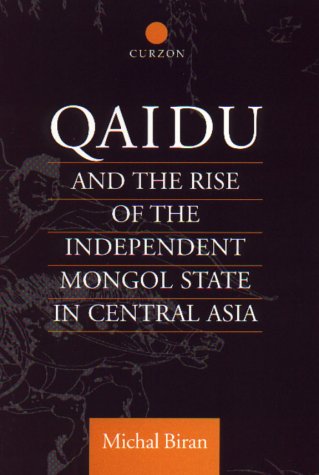 CURZON
QAIDU
AND THE RISE
OF THE
INDEPENDENT
MONGOL STATE
IN CENTRAL ASIA
Michal Biran